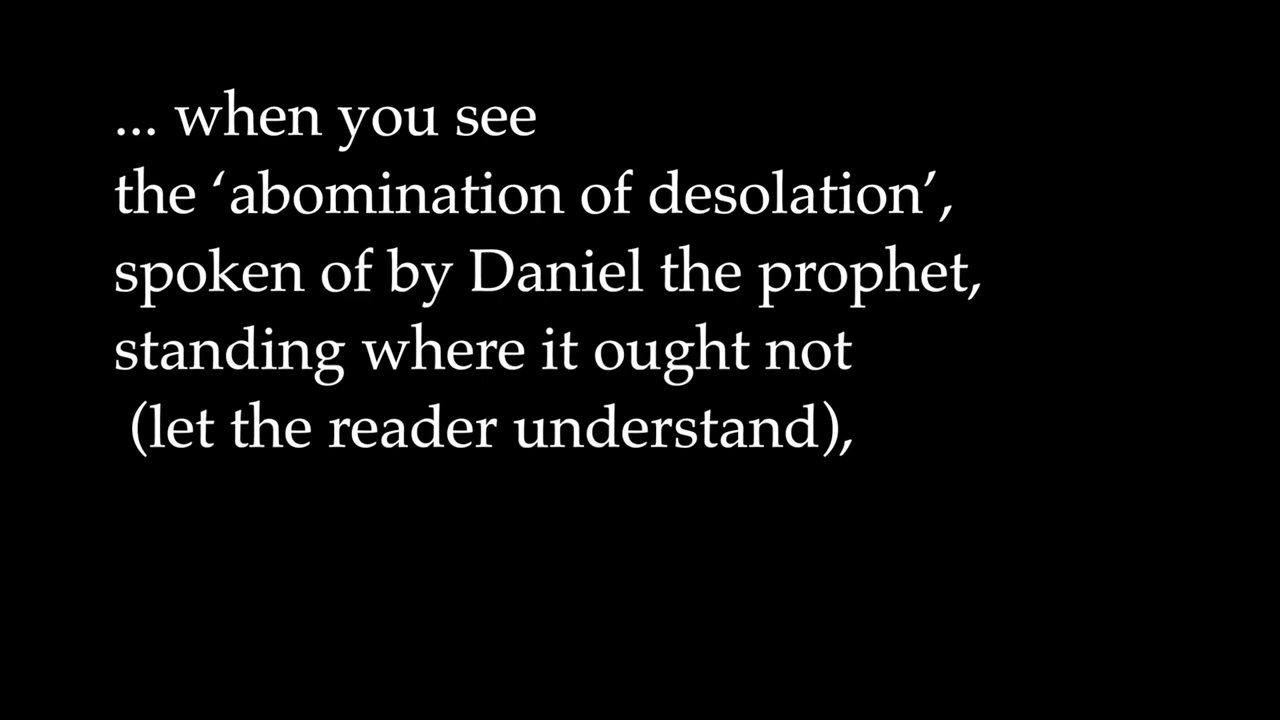 ... when you see
the ‘abomination of desolation’,
spoken of by Daniel the prophet,
standing where it ought not
(let the reader understand),